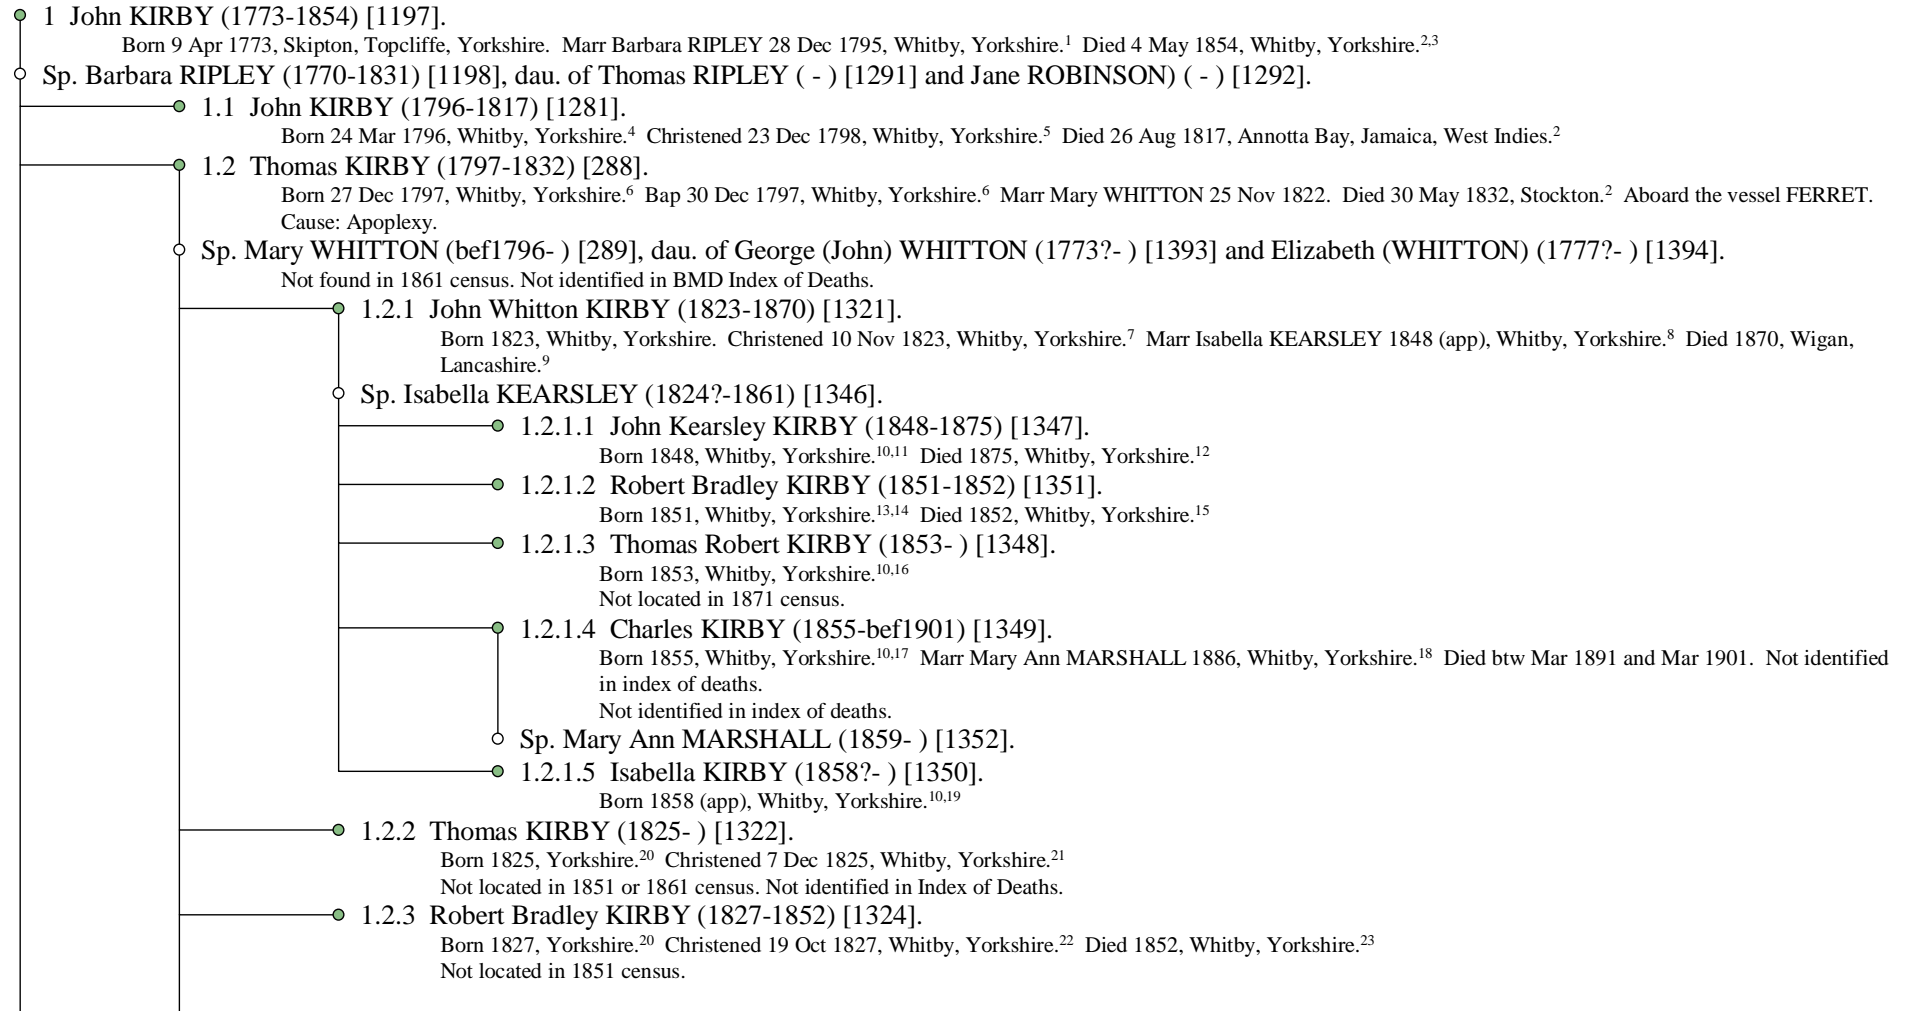 1 John KIRBY (1773-1854) [1197].
Born 9 Apr 1773, Skipton, Topcliffe, Yorkshire. Marr Barbara RIPLEY 28 Dec 1795, Whitby, Yorkshire.1 Died 4 May 1854, Whitby, Yorkshire.2,3
Sp. Barbara RIPLEY (1770-1831) [1198], dau. of Thomas RIPLEY ( - ) [1291] and Jane ROBINSON) ( - ) [1292].
1.1 John KIRBY (1796-1817) [1281].
Born 24 Mar 1796, Whitby, Yorkshire.4 Christened 23 Dec 1798, Whitby, Yorkshire.5 Died 26 Aug 1817, Annotta Bay, Jamaica, West Indies.2
1.2 Thomas KIRBY (1797-1832) [288].
Born 27 Dec 1797, Whitby, Yorkshire.6 Bap 30 Dec 1797, Whitby, Yorkshire.6 Marr Mary WHITTON 25 Nov 1822. Died 30 May 1832, Stockton.2 Aboard the vessel FERRET.
Cause: Apoplexy.
Sp. Mary WHITTON (bef1796- ) [289], dau. of George (John) WHITTON (1773?- ) [1393] and Elizabeth (WHITTON) (1777?- ) [1394].
Not found in 1861 census. Not identified in BMD Index of Deaths.
1.2.1 John Whitton KIRBY (1823-1870) [1321].
Born 1823, Whitby, Yorkshire. Christened 10 Nov 1823, Whitby, Yorkshire.7 Marr Isabella KEARSLEY 1848 (app), Whitby, Yorkshire.8 Died 1870, Wigan,
Lancashire.9
Sp. Isabella KEARSLEY (1824?-1861) [1346].
1.2.1.1 John Kearsley KIRBY (1848-1875) [1347].
Born 1848, Whitby, Yorkshire.10,11 Died 1875, Whitby, Yorkshire.12
1.2.1.2 Robert Bradley KIRBY (1851-1852) [1351].
Born 1851, Whitby, Yorkshire.13,14 Died 1852, Whitby, Yorkshire.15
1.2.1.3 Thomas Robert KIRBY (1853- ) [1348].
Born 1853, Whitby, Yorkshire.10,16
Not located in 1871 census.
1.2.1.4 Charles KIRBY (1855-bef1901) [1349].
Born 1855, Whitby, Yorkshire.10,17 Marr Mary Ann MARSHALL 1886, Whitby, Yorkshire.18 Died btw Mar 1891 and Mar 1901. Not identified
in index of deaths.
Not identified in index of deaths.
Sp. Mary Ann MARSHALL (1859- ) [1352].
1.2.1.5 Isabella KIRBY (1858?- ) [1350].
Born 1858 (app), Whitby, Yorkshire.10,19
1.2.2 Thomas KIRBY (1825- ) [1322].
Born 1825, Yorkshire.20 Christened 7 Dec 1825, Whitby, Yorkshire.21
Not located in 1851 or 1861 census. Not identified in Index of Deaths.
1.2.3 Robert Bradley KIRBY (1827-1852) [1324].
Born 1827, Yorkshire.20 Christened 19 Oct 1827, Whitby, Yorkshire.22 Died 1852, Whitby, Yorkshire.23
Not located in 1851 census.